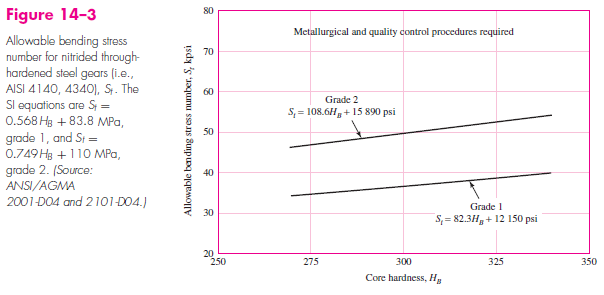 Figure 14–3
Allowable bending stress
number for nitrided through-
hardened steel gears (i.e.,
AISI 4140, 4340), St. The
SI equations are St =
0.568HB + 83.8 MPa,
grade 1, and St =
0.749HB + 110 MPa,
grade 2. (Source:
ANSI/AGMA
2001-D04 and 2101-D04.)
Allowable bending stress number, St kpsi
80
70
60
50
40
30
20
Metallurgical and quality control procedures required
Grade 2
St = 108.6HB + 15 890 psi
Grade 1
St = 82.3HB + 12 150 psi
250
275
300
325
350
Core hardness, HB